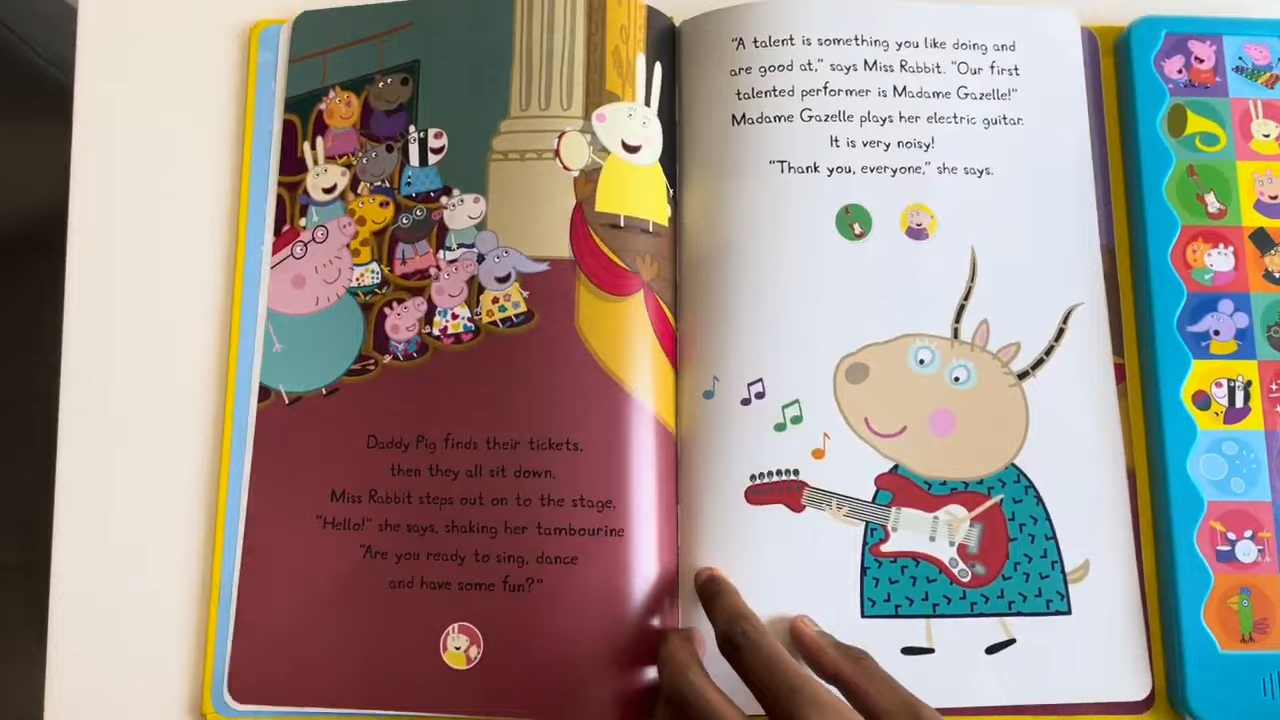 Daddy Pig finds their tickets,
then they all sit down.
Miss Rabbit steps out on to the stage.
"Hello!" she says, shaking her tambourine
"Are you ready to sing, dance
and have some fun?"
"A talent is something you like doing and
are good at," says Miss Rabbit. "Our first
talented performer is Madame Gazelle!"
Madame Gazelle plays her electric guitar.
It is very noisy!
"Thank you, everyone," she says.